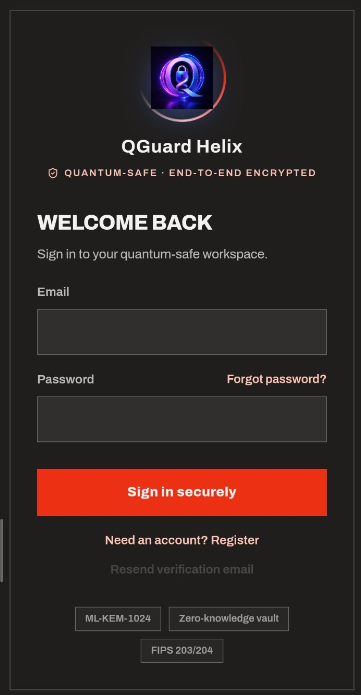 QGuard Helix
QUANTUM-SAFE · END-TO-END ENCRYPTED
WELCOME BACK
Sign in to your quantum-safe workspace.
Email
Password Forgot password?
Sign in securely
Need an account? Register
Resend verification email
ML-KEM-1024 Zero-knowledge vault
FIPS 203/204